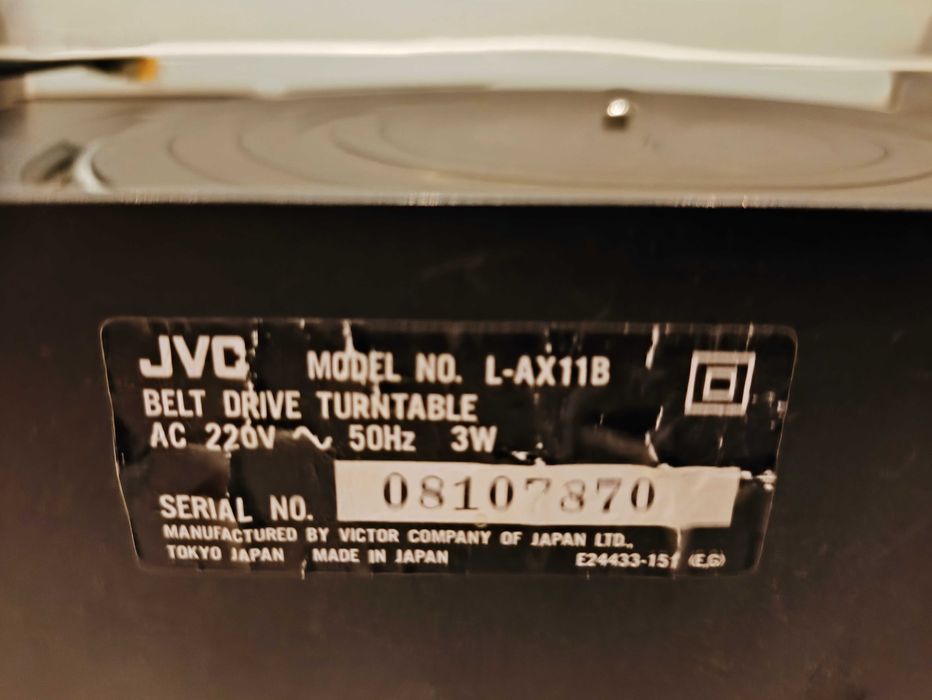 JVC MODEL NO. L-AX11B
BELT DRIVE TURNTABLE
AC 220V ~ 50Hz 3W
SERIAL NO. 08107870
MANUFACTURED BY VICTOR COMPANY OF JAPAN LTD.,
TOKYO JAPAN MADE IN JAPAN E24433-151 (E,G)